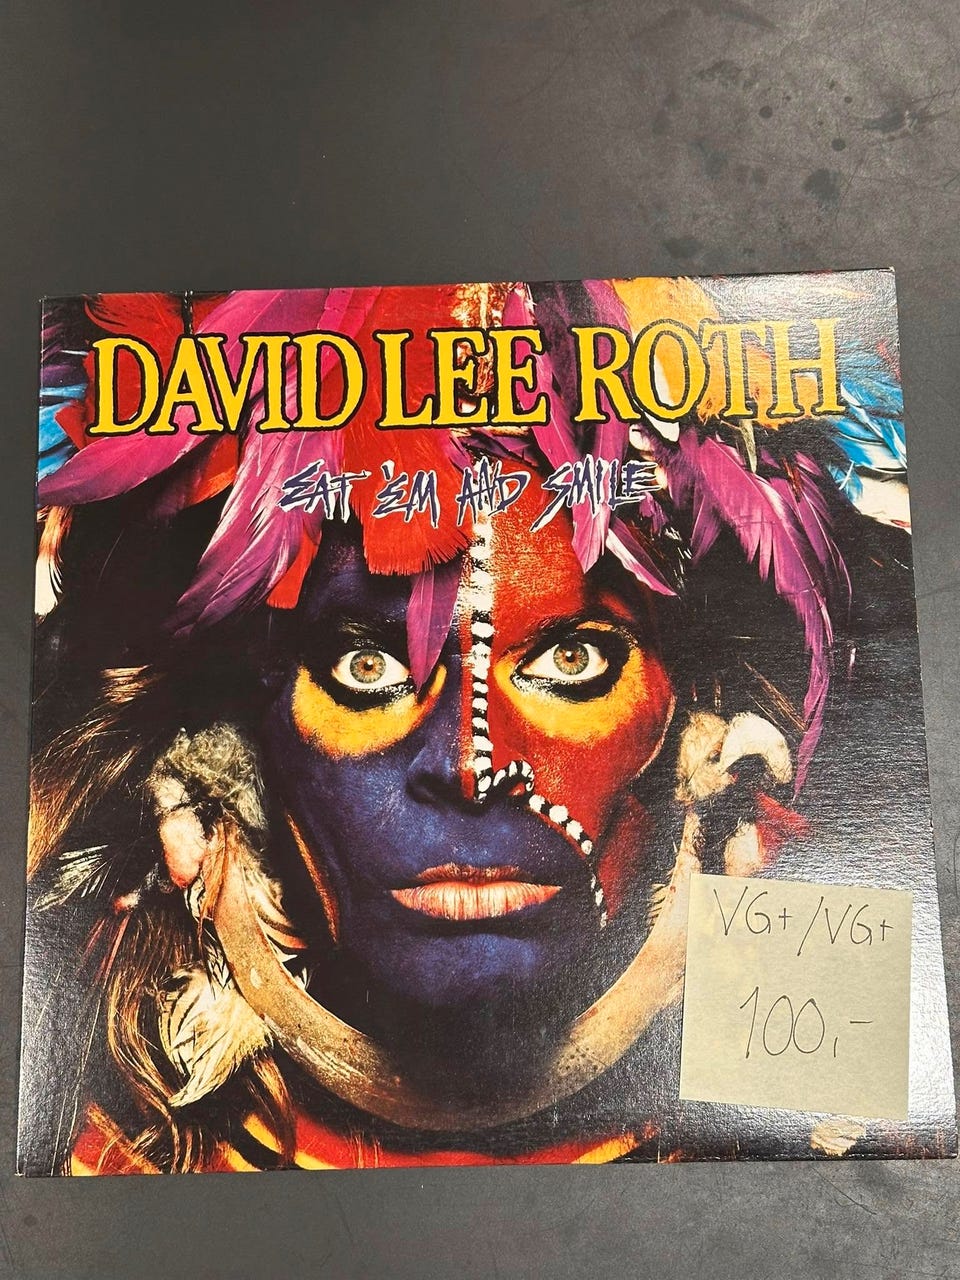 DAVID LEE ROTH
EAT 'EM AND SMILE
VG+/VG+
100,-